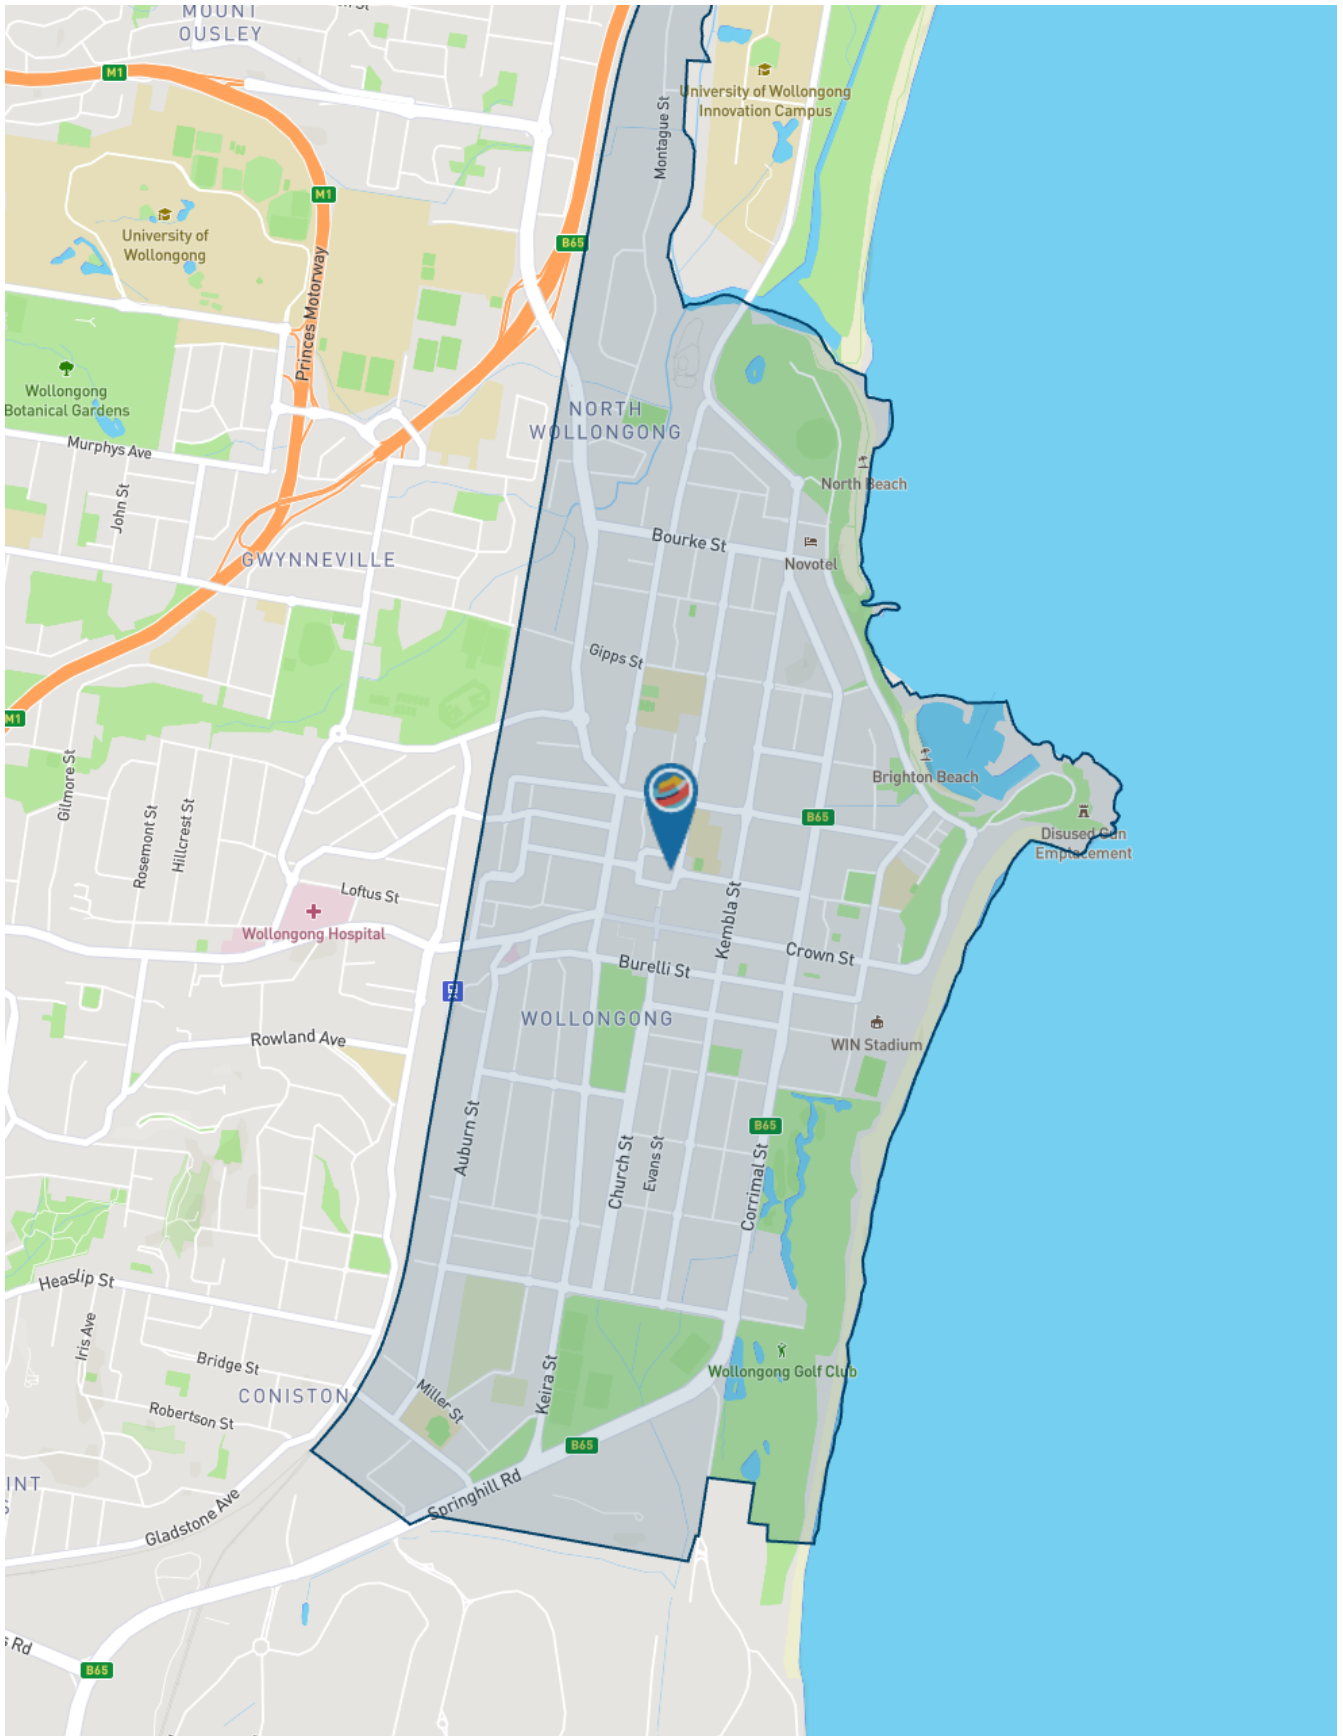 MOUNT
OUSLEY
M1
University of Wollongong
Innovation Campus
Montague St
M1
University of
Wollongong
B65
Princes Motorway
Wollongong
Botanical Gardens
NORTH
WOLLONGONG
Murphys Ave
John St
North Beach
Bourke St
Novotel
GWYNNEVILLE
Gipps St
M1
Gilmore St
Brighton Beach
Rosemont St
Hillcrest St
B65
Disused Gun
Emplacement
Loftus St
Wollongong Hospital
Kembla St
Crown St
Burelli St
WOLLONGONG
Rowland Ave
WIN Stadium
Auburn St
B65
Church St
Evans St
Corrimal St
Heaslip St
Iris Ave
Bridge St
Wollongong Golf Club
CONISTON
Keira St
Miller St
Robertson St
B65
INT
Springhill Rd
Gladstone Ave
s Rd
B65